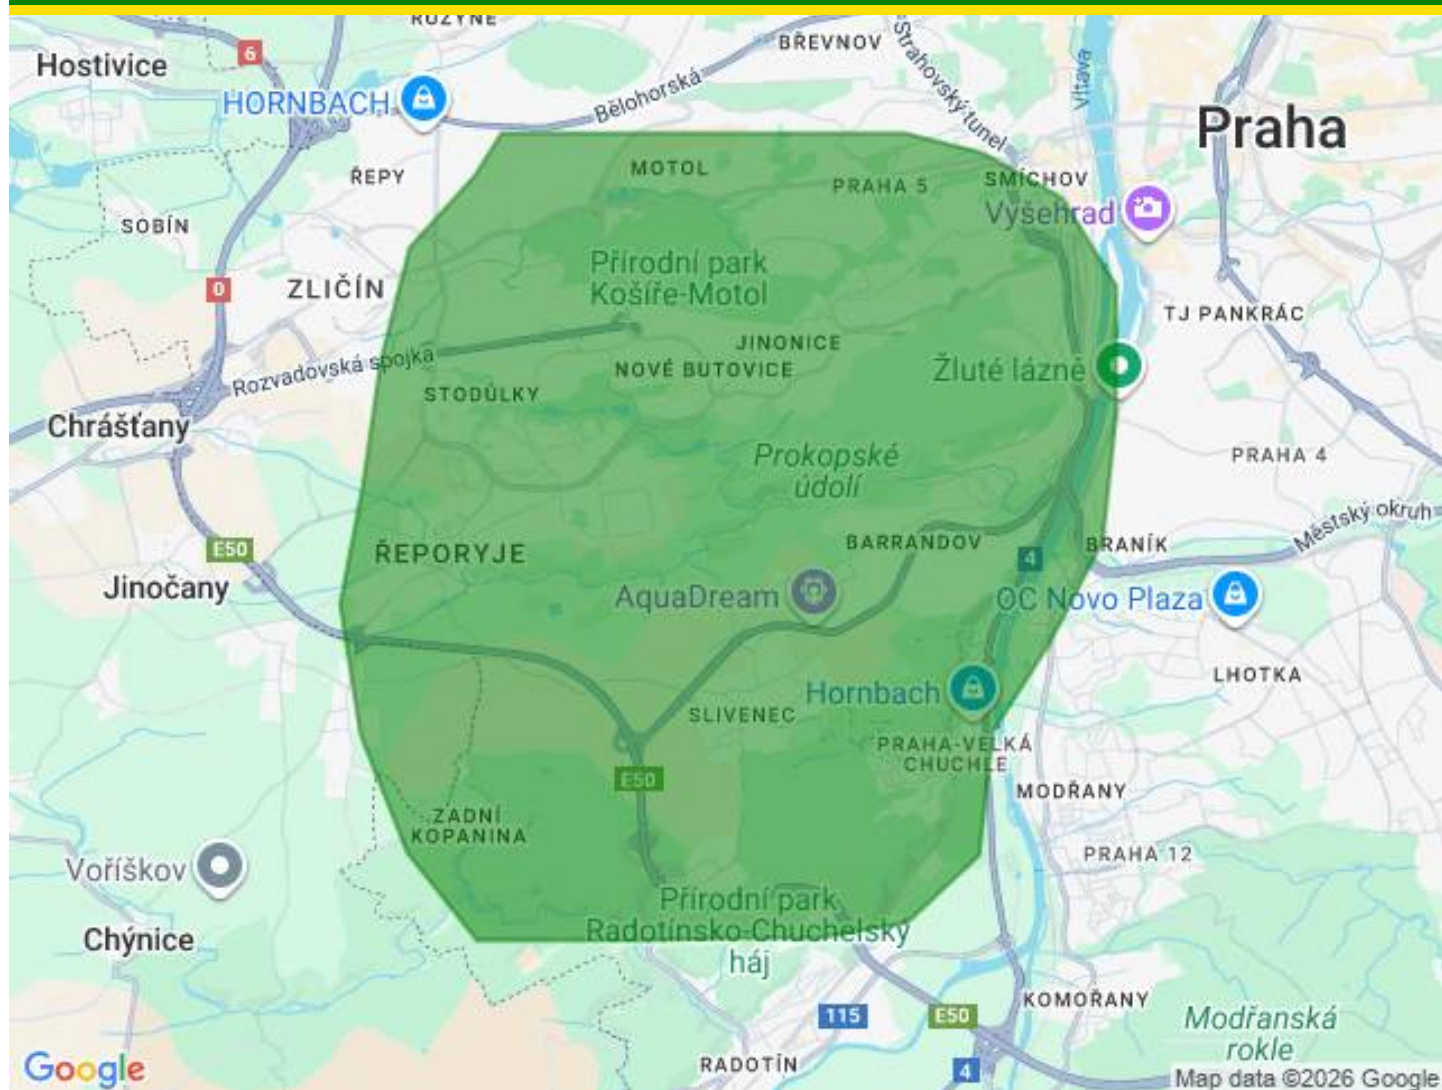 RUZYNĚ
BŘEVNOV
Strahovský tunel
Vltava
Hostivice
6
HORNBACH
Bělohorská
Praha
ŘEPY
MOTOL
PRAHA 5
SMÍCHOV
Vyšehrad
SOBÍN
Přírodní park
Košíře-Motol
ZLIČÍN
0
TJ PANKRÁC
JINONICE
Rozvadovská spojka
NOVÉ BUTOVICE
Žluté lázně
STODŮLKY
Chrášťany
Prokopské
údolí
PRAHA 4
Městský okruh
E50
ŘEPORYJE
BARRANDOV
4
BRANÍK
Jinočany
AquaDream
OC Novo Plaza
LHOTKA
Hornbach
SLIVENEC
PRAHA-VELKÁ
CHUCHLE
E50
MODŘANY
ZADNÍ
KOPANINA
PRAHA 12
Voříškov
Přírodní park
Radotínsko-Chuchelský
háj
Chýnice
KOMOŘANY
115
E50
Modřanská
rokle
RADOTÍN
4
Google
Map data ©2026 Google